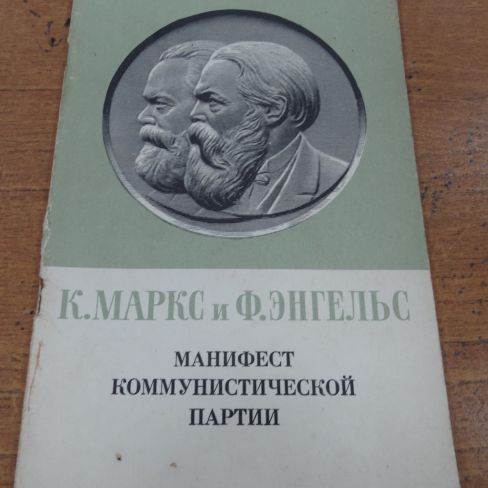 К. МАРКС и Ф. ЭНГЕЛЬС
МАНИФЕСТ
КОММУНИСТИЧЕСКОЙ
ПАРТИИ